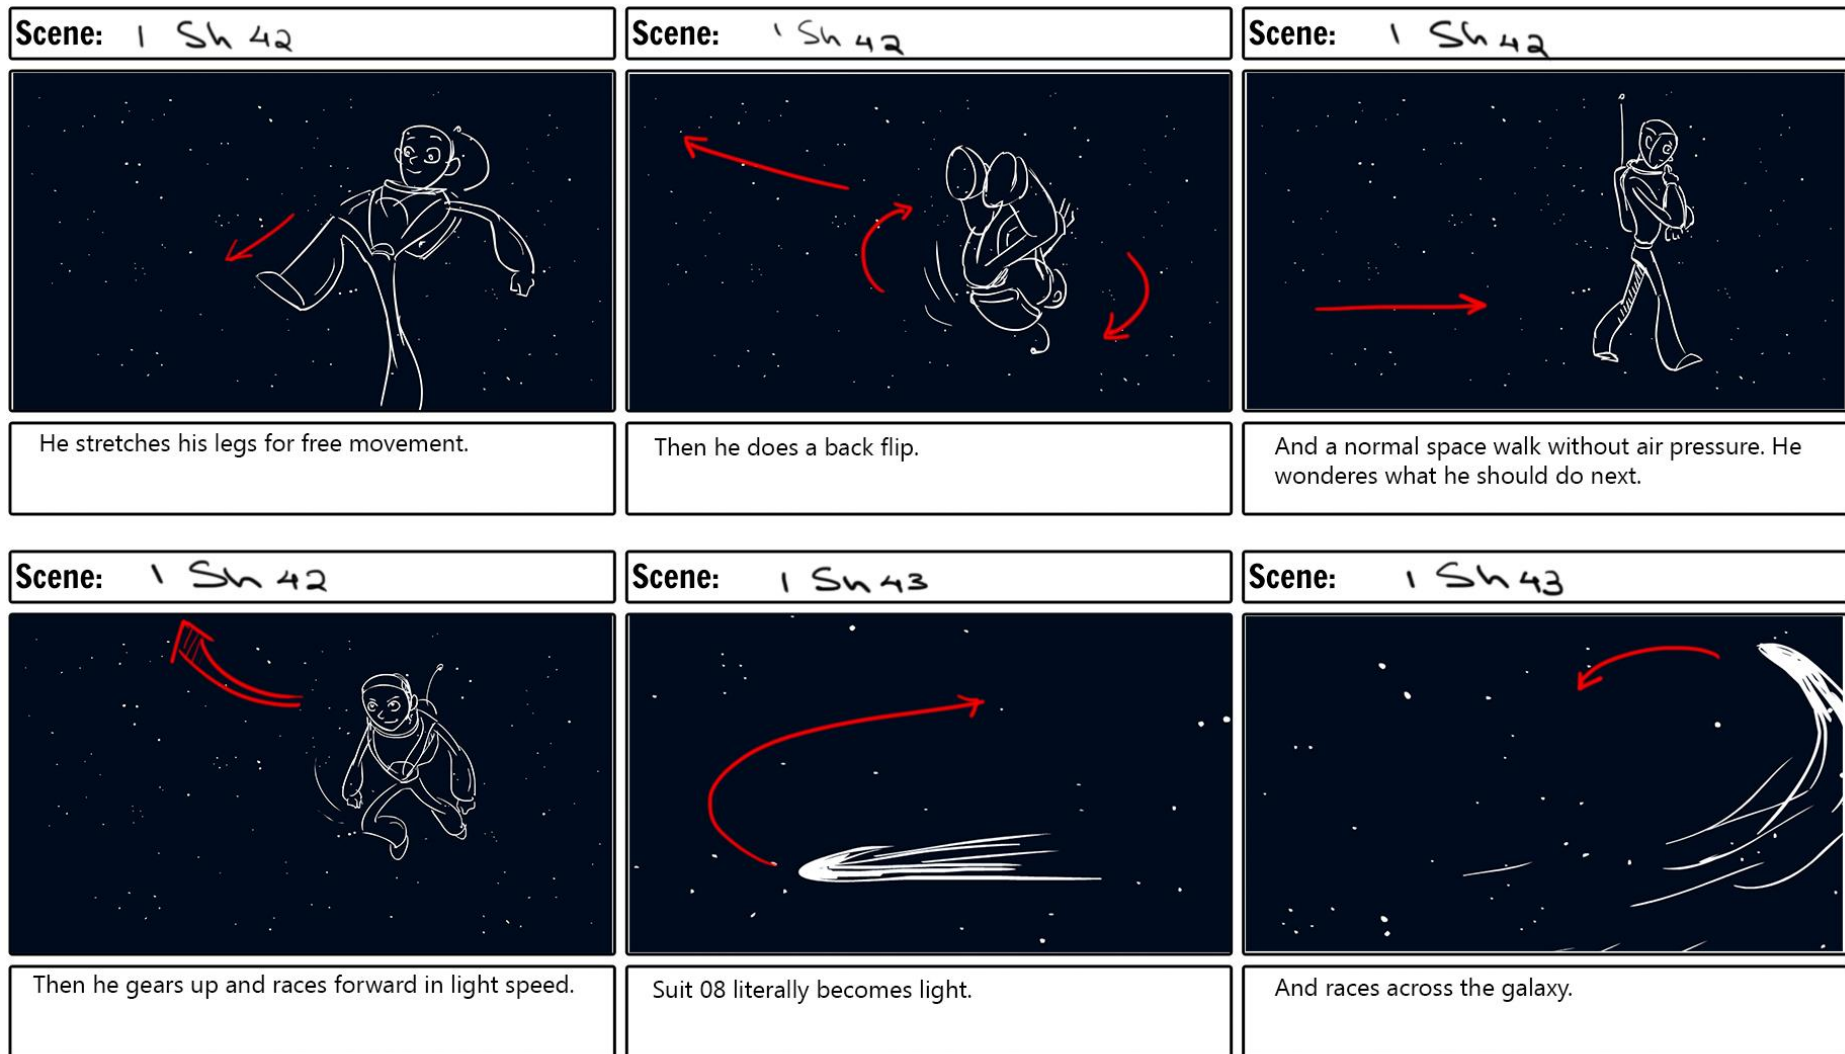 Scene: 1 Sh 42
He stretches his legs for free movement.
Scene: 1 Sh 42
Then he does a back flip.
Scene: 1 Sh 42
And a normal space walk without air pressure. He
wonderes what he should do next.
Scene: 1 Sh 42
Then he gears up and races forward in light speed.
Scene: 1 Sh 43
Suit 08 literally becomes light.
Scene: 1 Sh 43
And races across the galaxy.